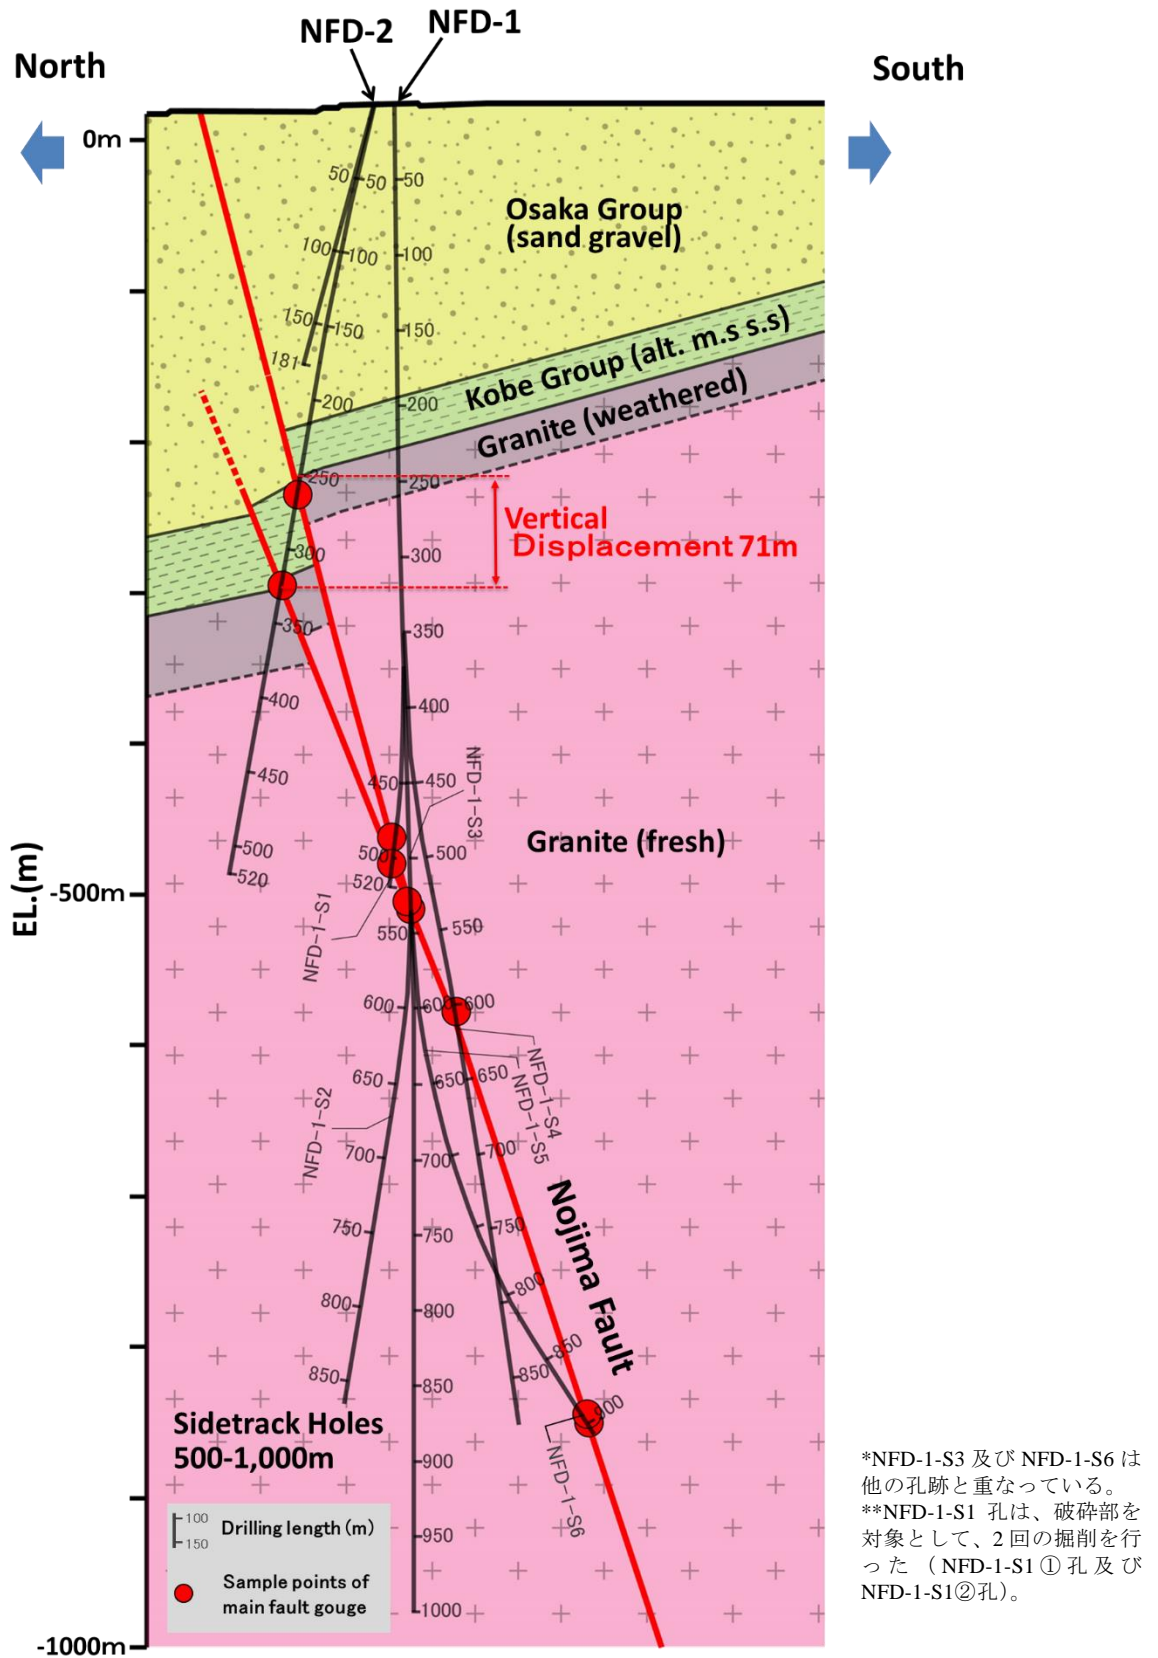 NFD-2
NFD-1
North
South
0m
50
50
50
100
100
100
150
150
150
181
200
200
250
250
300
300
350
350
400
400
450
450
450
500
500
500
520
520
550
550
600
600
600
650
650
650
700
700
700
750
750
750
800
800
800
850
850
850
850
900
900
950
1000
Osaka Group
(sand gravel)
Kobe Group (alt. m.s s.s)
Granite (weathered)
Vertical
Displacement 71m
Granite (fresh)
EL.(m)
-500m
NFD-1-S3
NFD-1-S1
NFD-1-S4
NFD-1-S5
NFD-1-S2
Nojima Fault
NFD-1-S6
Sidetrack Holes
500-1,000m
100
150
Drilling length (m)
Sample points of
main fault gouge
-1000m
*NFD-1-S3 及び NFD-1-S6 は
他の孔跡と重なっている。
**NFD-1-S1 孔は、破砕部を
対象として、2 回の掘削を行
った（NFD-1-S1①孔及び
NFD-1-S1②孔）。